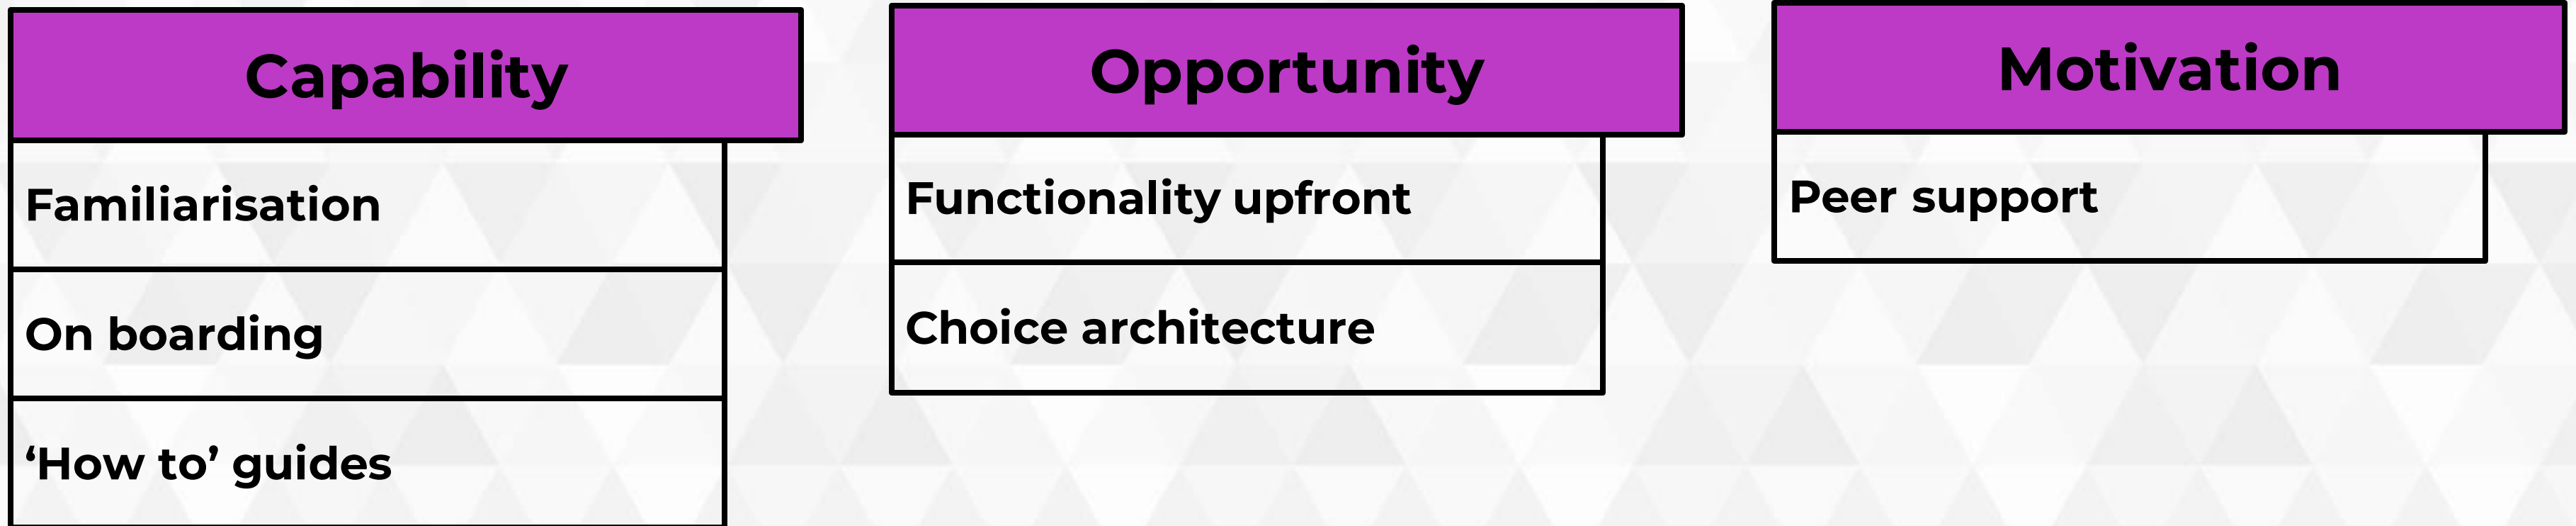 Capability
Familiarisation
On boarding
‘How to’ guides
Opportunity
Functionality upfront
Choice architecture
Motivation
Peer support